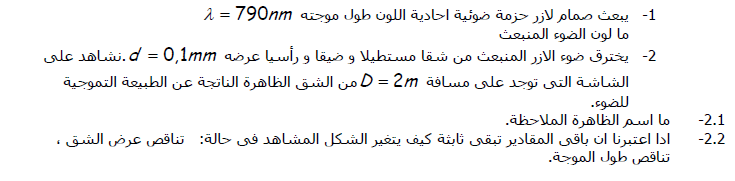 1- يبعث صمام لازر حزمة ضوئية احادية اللون طول موجته λ = 790nm
ما لون الضوء المنبعث
2- يخترق ضوء الازر المنبعث من شقا مستطيلا و ضيقا و رأسيا عرضه d = 0,1mm .نشاهد على
الشاشة التى توجد على مسافة D = 2m من الشق الظاهرة الناتجة عن الطبيعة التموجية
للضوء.
2.1- ما اسم الظاهرة الملاحظة.
2.2- اذا اعتبرنا ان باقى المقادير تبقى ثابتة كيف يتغير الشكل المشاهد فى حالة: تناقص عرض الشق ،
تناقص طول الموجة.